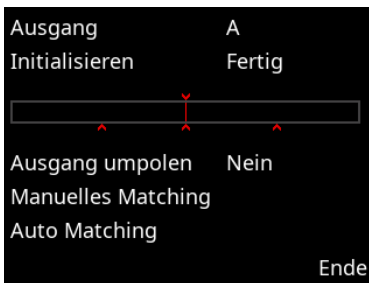 Ausgang A
Initialisieren Fertig
Ausgang umpolen Nein
Manuelles Matching
Auto Matching
Ende